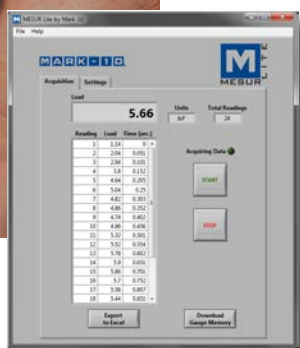 MESUR Lite by Mark-10
File Help
MARK-10
M
MESUR
LITE
Acquisition Settings
Load
5.66
Units
lbF
Total Readings
24
Reading Load Time [sec.]
1 1.14 0
2 2.04 0.051
3 2.94 0.101
4 3.8 0.152
5 4.64 0.205
6 5.04 0.25
7 4.82 0.303
8 4.86 0.352
9 4.74 0.402
10 4.96 0.456
11 5.32 0.501
12 5.52 0.554
13 5.78 0.602
14 5.9 0.651
15 5.86 0.701
16 5.7 0.752
17 5.58 0.807
18 5.44 0.851
Acquiring Data
START
STOP
Export
to Excel
Download
Gauge Memory